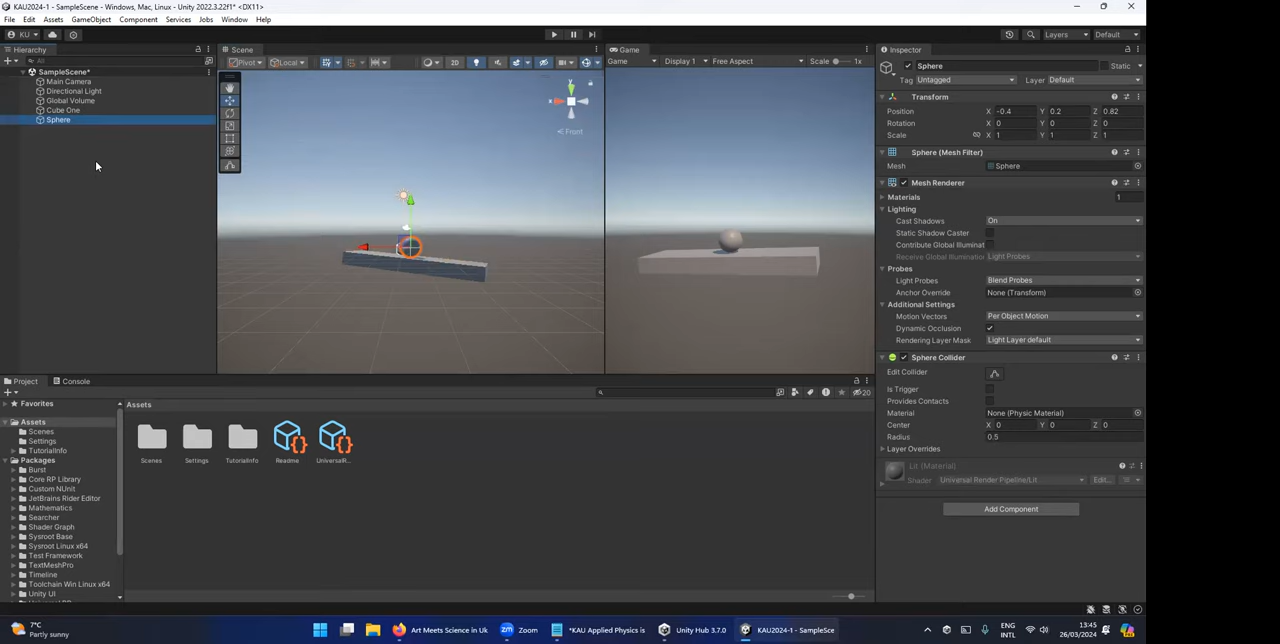 KAU2024-1 - SampleScene - Windows, Mac, Linux - Unity 2022.3.22f1* <DX11>
File Edit Assets GameObject Component Services Jobs Window Help
KU Layers Default
Hierarchy Scene Game Inspector
All Pivot Local 2D Game Display 1 Free Aspect Scale 1x
SampleScene*
Main Camera
Directional Light
Global Volume
Cube One
Sphere
Front
Sphere Static
Tag Untagged Layer Default
Transform
Position X -0.4 Y 0.2 Z 0.82
Rotation X 0 Y 0 Z 0
Scale X 1 Y 1 Z 1
Sphere (Mesh Filter)
Mesh Sphere
Mesh Renderer
Materials 1
Lighting
Cast Shadows On
Static Shadow Caster
Contribute Global Illuminat
Receive Global Illumination Light Probes
Probes
Light Probes Blend Probes
Anchor Override None (Transform)
Additional Settings
Motion Vectors Per Object Motion
Dynamic Occlusion
Rendering Layer Mask Light Layer default
Sphere Collider
Edit Collider
Is Trigger
Provides Contacts
Material None (Physic Material)
Center X 0 Y 0 Z 0
Radius 0.5
Layer Overrides
Lit (Material)
Shader Universal Render Pipeline/Lit Edit...
Add Component
Project Console
20
Favorites
Assets
Scenes
Settings
TutorialInfo
Packages
Burst
Core RP Library
Custom NUnit
JetBrains Rider Editor
Mathematics
Searcher
Shader Graph
Sysroot Base
Sysroot Linux x64
Test Framework
TextMeshPro
Timeline
Toolchain Win Linux x64
Unity UI
Assets
Scenes Settings TutorialInfo Readme UniversalR...
7°C
Partly sunny
Art Meets Science in Uk Zoom *KAU Applied Physics is Unity Hub 3.7.0 KAU2024-1 - SampleSce
ENG
INTL
13:45
26/03/2024